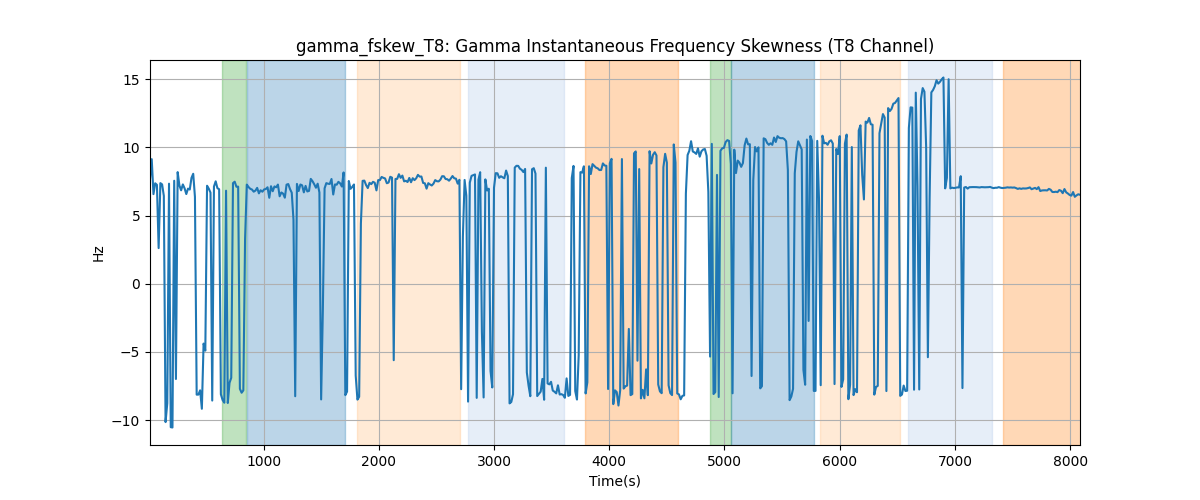 gamma_fskew_T8: Gamma Instantaneous Frequency Skewness (T8 Channel)
15
10
5
0
−5
−10
Hz
1000 2000 3000 4000 5000 6000 7000 8000
Time(s)